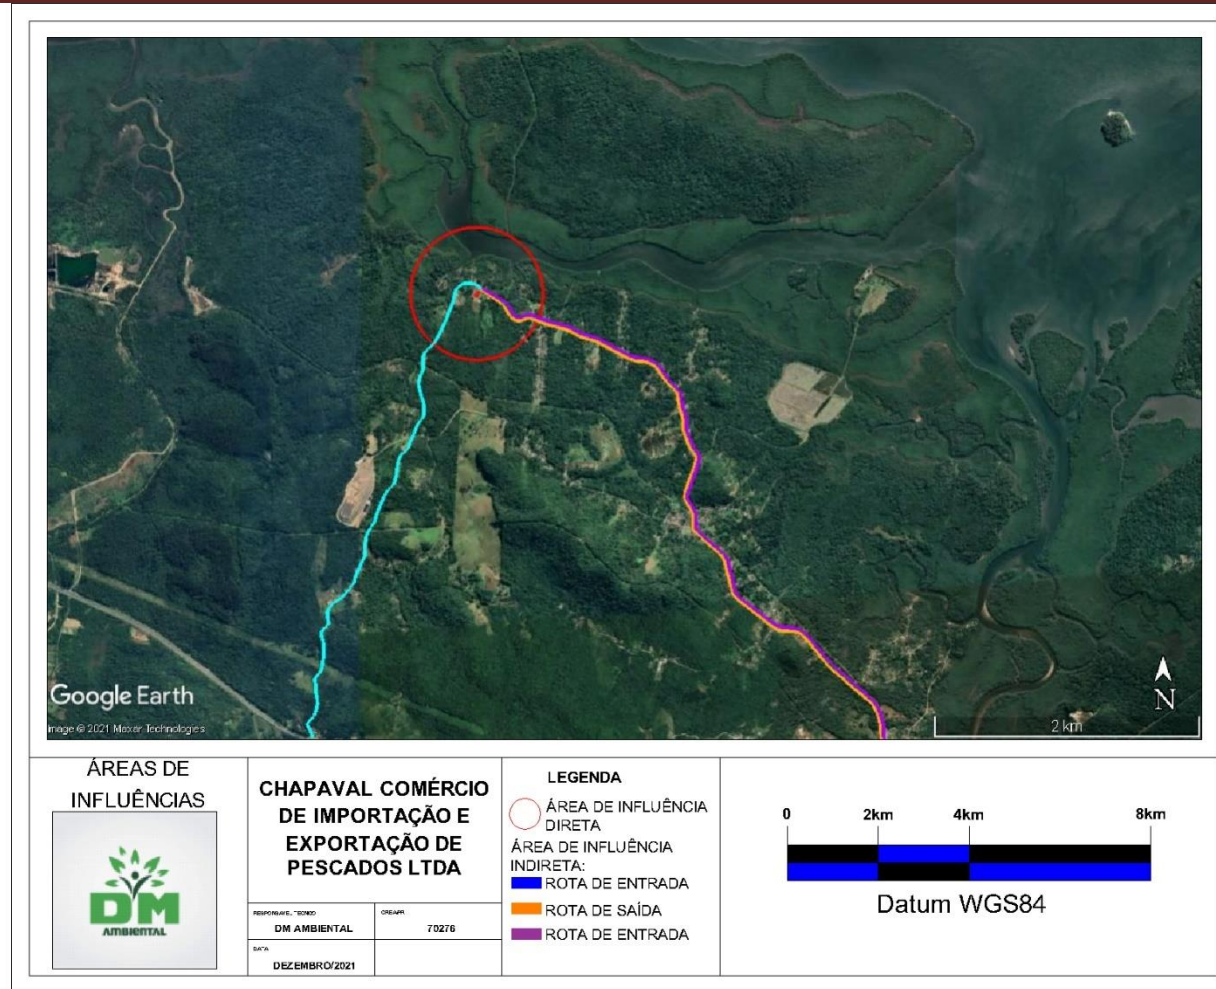 Google Earth
Image © 2021 Maxar Technologies
N
2 km
ÁREAS DE
INFLUÊNCIAS
DM
AMBIENTAL
CHAPAVAL COMÉRCIO
DE IMPORTAÇÃO E
EXPORTAÇÃO DE
PESCADOS LTDA
RESPONSÁVEL TÉCNICO
DM AMBIENTAL
CREA/PR
70276
DATA
DEZEMBRO/2021
LEGENDA
ÁREA DE INFLUÊNCIA
DIRETA
ÁREA DE INFLUÊNCIA
INDIRETA:
ROTA DE ENTRADA
ROTA DE SAÍDA
ROTA DE ENTRADA
0 2km 4km 8km
Datum WGS84